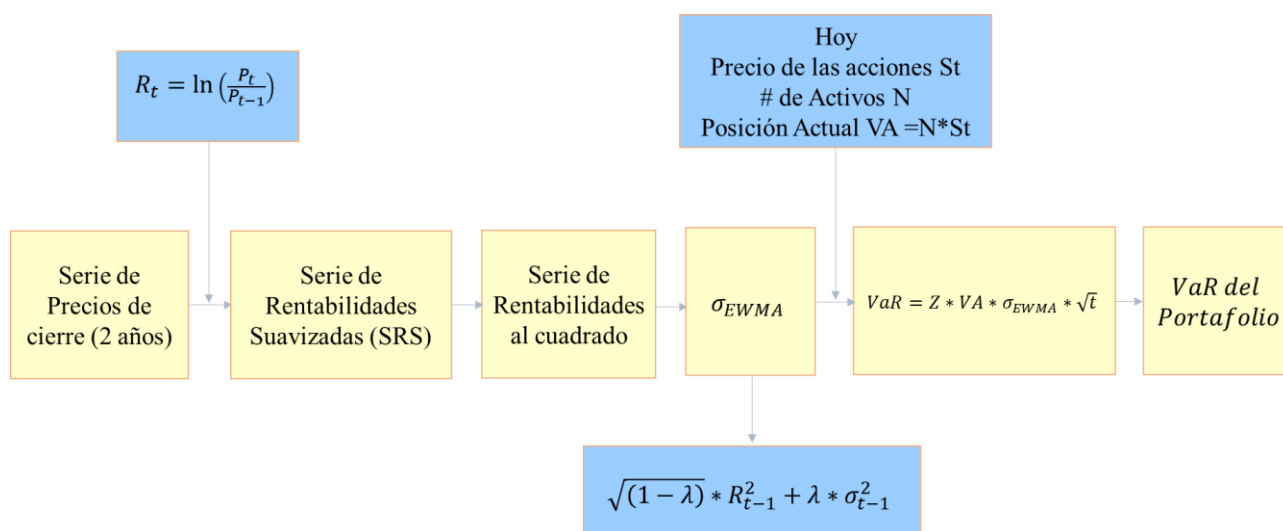 R_t = ln (P_t / P_{t-1})
Hoy
Precio de las acciones St
# de Activos N
Posición Actual VA =N*St
Serie de
Precios de
cierre (2 años)
Serie de
Rentabilidades
Suavizadas (SRS)
Serie de
Rentabilidades
al cuadrado
σ_EWMA
VaR = Z * VA * σ_EWMA * √t
VaR del
Portafolio
√(1 − λ) * R²_{t−1} + λ * σ²_{t−1}